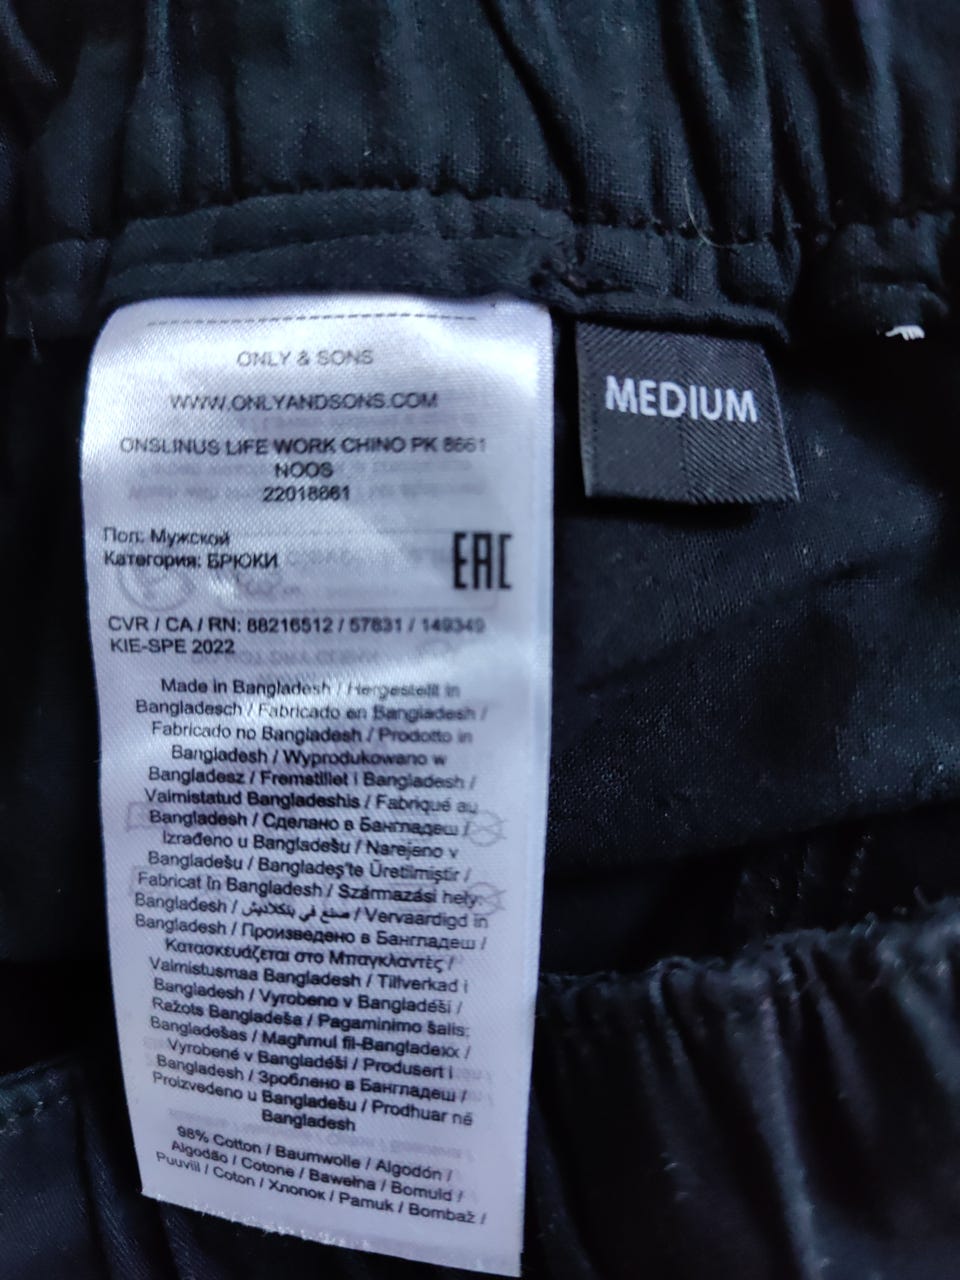 ONLY & SONS
WWW.ONLYANDSONS.COM
ONSLINUS LIFE WORK CHINO PK 8661
NOOS
22018661
MEDIUM
Пол: Мужской
Категория: БРЮКИ
EAC
CVR / CA / RN: 88216512 / 57831 / 149349
KIE-SPE 2022
Made in Bangladesh / Hergestellt in
Bangladesch / Fabricado en Bangladesh /
Fabricado no Bangladesh / Prodotto in
Bangladesh / Wyprodukowano w
Bangladesz / Fremstillet i Bangladesh /
Valmistatud Bangladeshis / Fabriqué au
Bangladesh / Сделано в Бангладеш /
Izrađeno u Bangladešu / Narejeno v
Bangladešu / Bangladeş'te Üretilmiştir /
Fabricat în Bangladesh / Származási hely:
Bangladesh / صنع في بنكلاديش / Vervaardigd in
Bangladesh / Произведено в Бангладеш /
Κατασκευάζεται στο Μπαγκλαντές /
Valmistusmaa Bangladesh / Tillverkad i
Bangladesh / Vyrobeno v Bangladéši /
Ražots Bangladeša / Pagaminimo šalis:
Bangladešas / Magħmul fil-Bangladexx /
Vyrobené v Bangladéši / Produsert i
Bangladesh / Зроблено в Бангладеш /
Proizvedeno u Bangladešu / Prodhuar në
Bangladesh
98% Cotton / Baumwolle / Algodón /
Algodão / Cotone / Bawełna / Bomuld /
Puuvill / Coton / Хлопок / Pamuk / Bombaž /